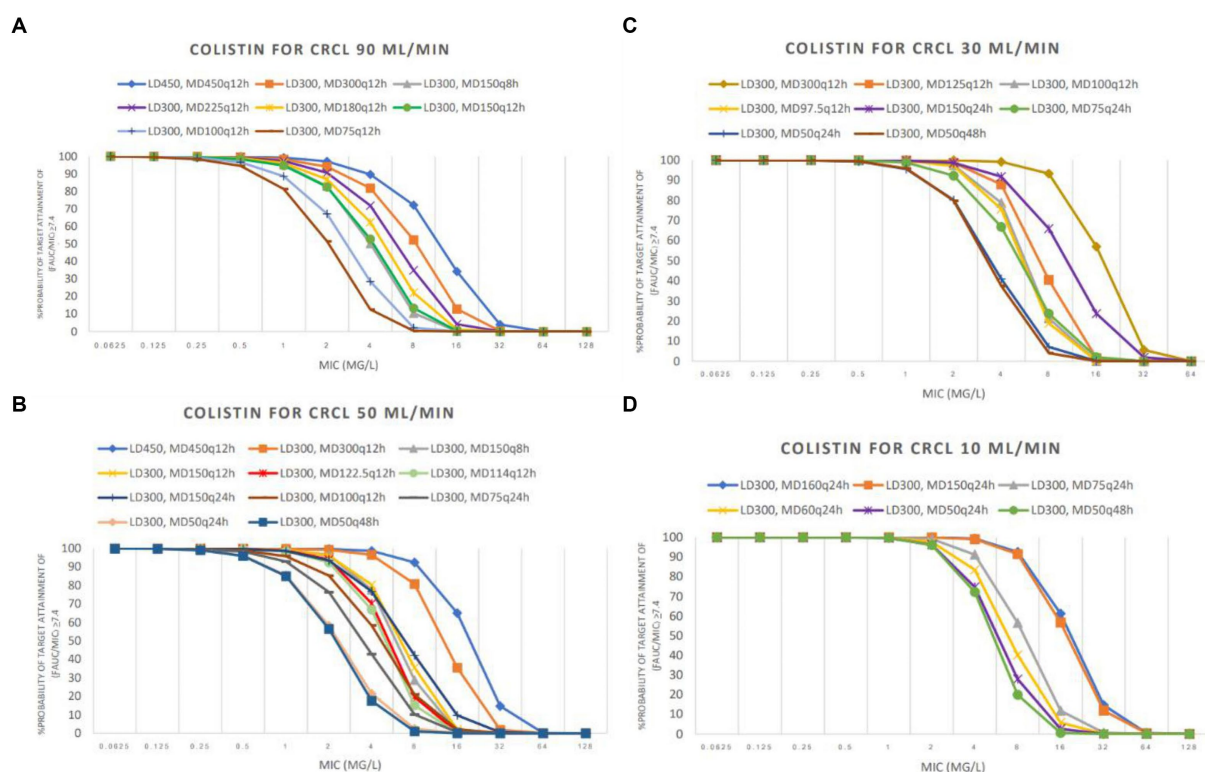 A
COLISTIN FOR CRCL 90 ML/MIN
LD450, MD450q12h LD300, MD300q12h LD300, MD150q8h
LD300, MD225q12h LD300, MD180q12h LD300, MD150q12h
LD300, MD100q12h LD300, MD75q12h
%PROBABILITY OF TARGET ATTAINMENT OF
(ƑAUC/MIC) ≥7.4
100
90
80
70
60
50
40
30
20
10
0
0.0625 0.125 0.25 0.5 1 2 4 8 16 32 64 128
MIC (MG/L)
B
COLISTIN FOR CRCL 50 ML/MIN
LD450, MD450q12h LD300, MD300q12h LD300, MD150q8h
LD300, MD150q12h LD300, MD122.5q12h LD300, MD114q12h
LD300, MD150q24h LD300, MD100q12h LD300, MD75q24h
LD300, MD50q24h LD300, MD50q48h
%PROBABILITY OF TARGET ATTAINMENT OF
(ƑAUC/MIC) ≥7.4
100
90
80
70
60
50
40
30
20
10
0
0.0625 0.125 0.25 0.5 1 2 4 8 16 32 64 128
MIC (MG/L)
C
COLISTIN FOR CRCL 30 ML/MIN
LD300, MD300q12h LD300, MD125q12h LD300, MD100q12h
LD300, MD97.5q12h LD300, MD150q24h LD300, MD75q24h
LD300, MD50q24h LD300, MD50q48h
%PROBABILITY OF TARGET ATTAINMENT OF
(ƑAUC/MIC) ≥7.4
100
90
80
70
60
50
40
30
20
10
0
0.0625 0.125 0.25 0.5 1 2 4 8 16 32 64
MIC (MG/L)
D
COLISTIN FOR CRCL 10 ML/MIN
LD300, MD160q24h LD300, MD150q24h LD300, MD75q24h
LD300, MD60q24h LD300, MD50q24h LD300, MD50q48h
%PROBABILITY OF TARGET ATTAINMENT OF
(ƑAUC/MIC) ≥7.4
100
90
80
70
60
50
40
30
20
10
0
0.0625 0.125 0.25 0.5 1 2 4 8 16 32 64 128
MIC (MG/L)